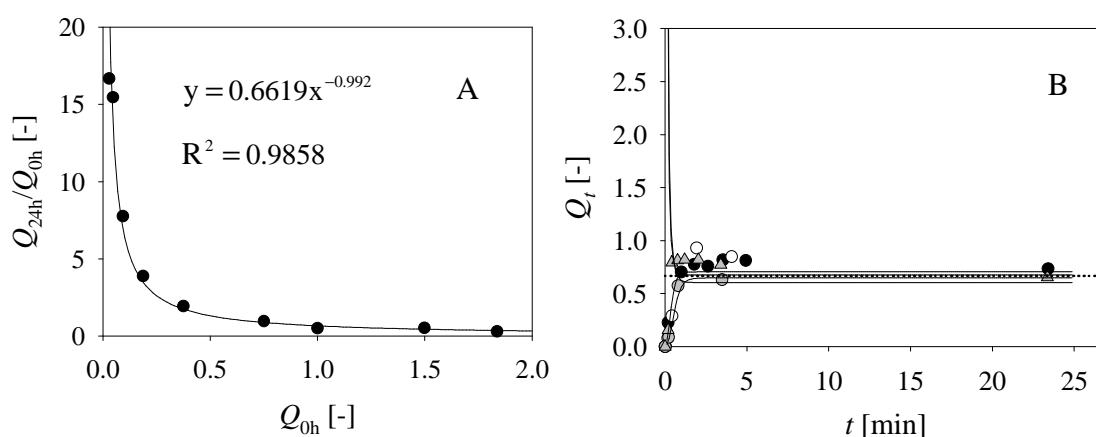 20
15
10
5
0
Q24h/Q0h [-]
y = 0.6619x^−0.992
R^2 = 0.9858
A
0.0 0.5 1.0 1.5 2.0
Q0h [-]
3.0
2.5
2.0
1.5
1.0
0.5
0.0
Qt [-]
B
0 5 10 15 20 25
t [min]